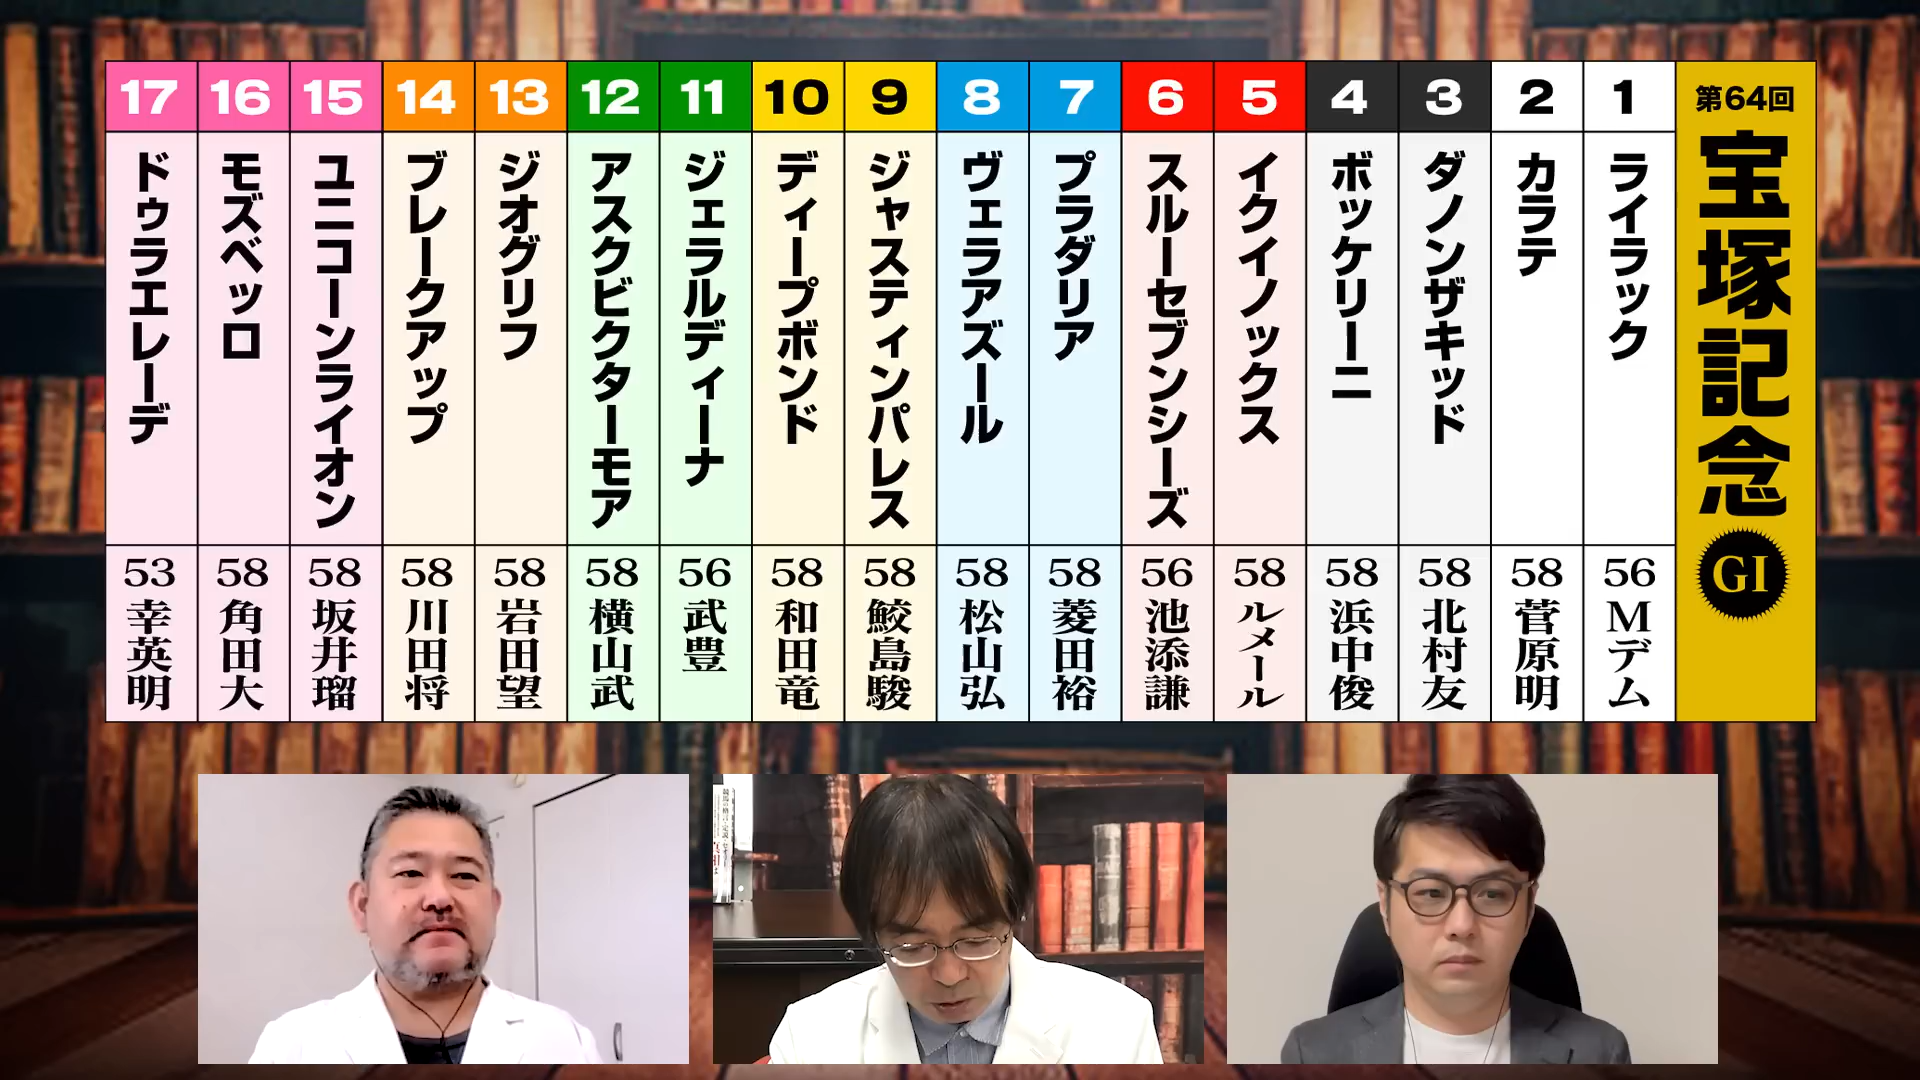 第64回
宝塚記念
GI
1
ライラック
56
Mデム
2
カラテ
58
菅原明
3
ダノンザキッド
58
北村友
4
ボッケリーニ
58
浜中俊
5
イクイノックス
58
ルメール
6
スルーセブンシーズ
56
池添謙
7
プラダリア
58
菱田裕
8
ヴェラアズール
58
松山弘
9
ジャスティンパレス
58
鮫島駿
10
ディープボンド
58
和田竜
11
ジェラルディーナ
56
武豊
12
アスクビクターモア
58
横山武
13
ジオグリフ
58
岩田望
14
ブレークアップ
58
川田将
15
ユニコーンライオン
58
坂井瑠
16
モズベッロ
58
角田大
17
ドゥラエレーデ
53
幸英明